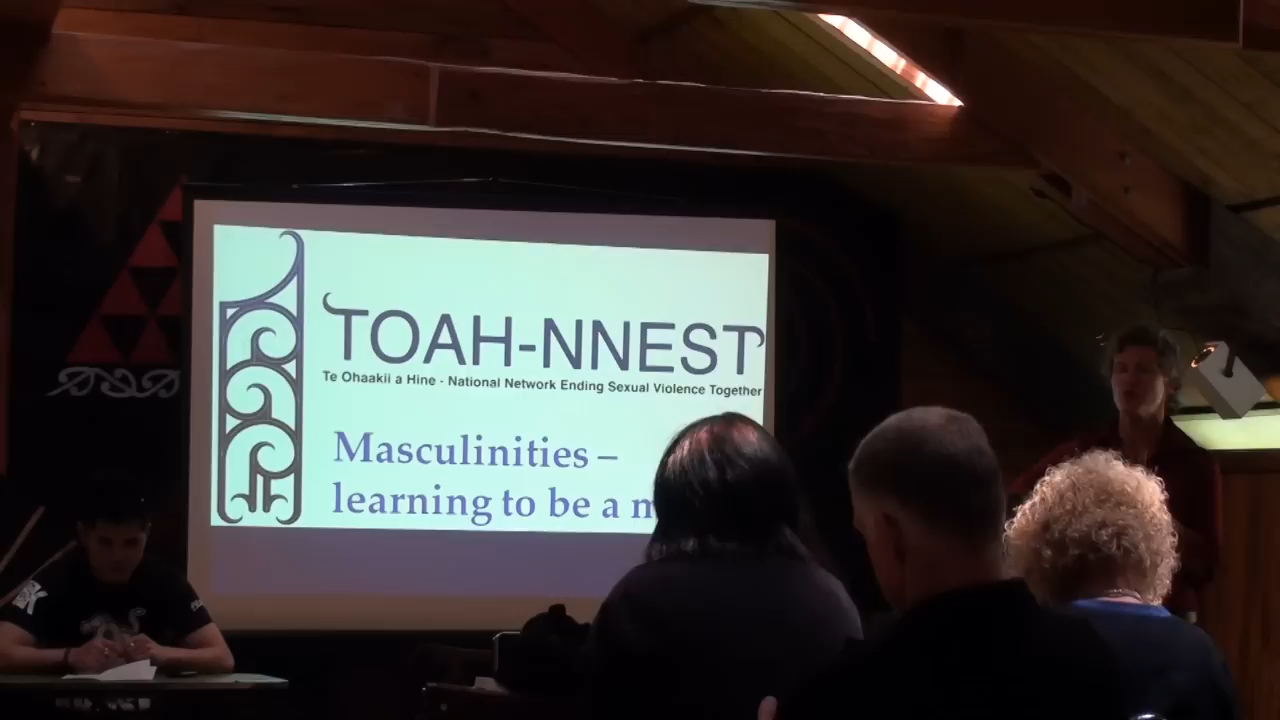 TOAH-NNEST
Te Ohaakii a Hine - National Network Ending Sexual Violence Together
Masculinities –
learning to be a m